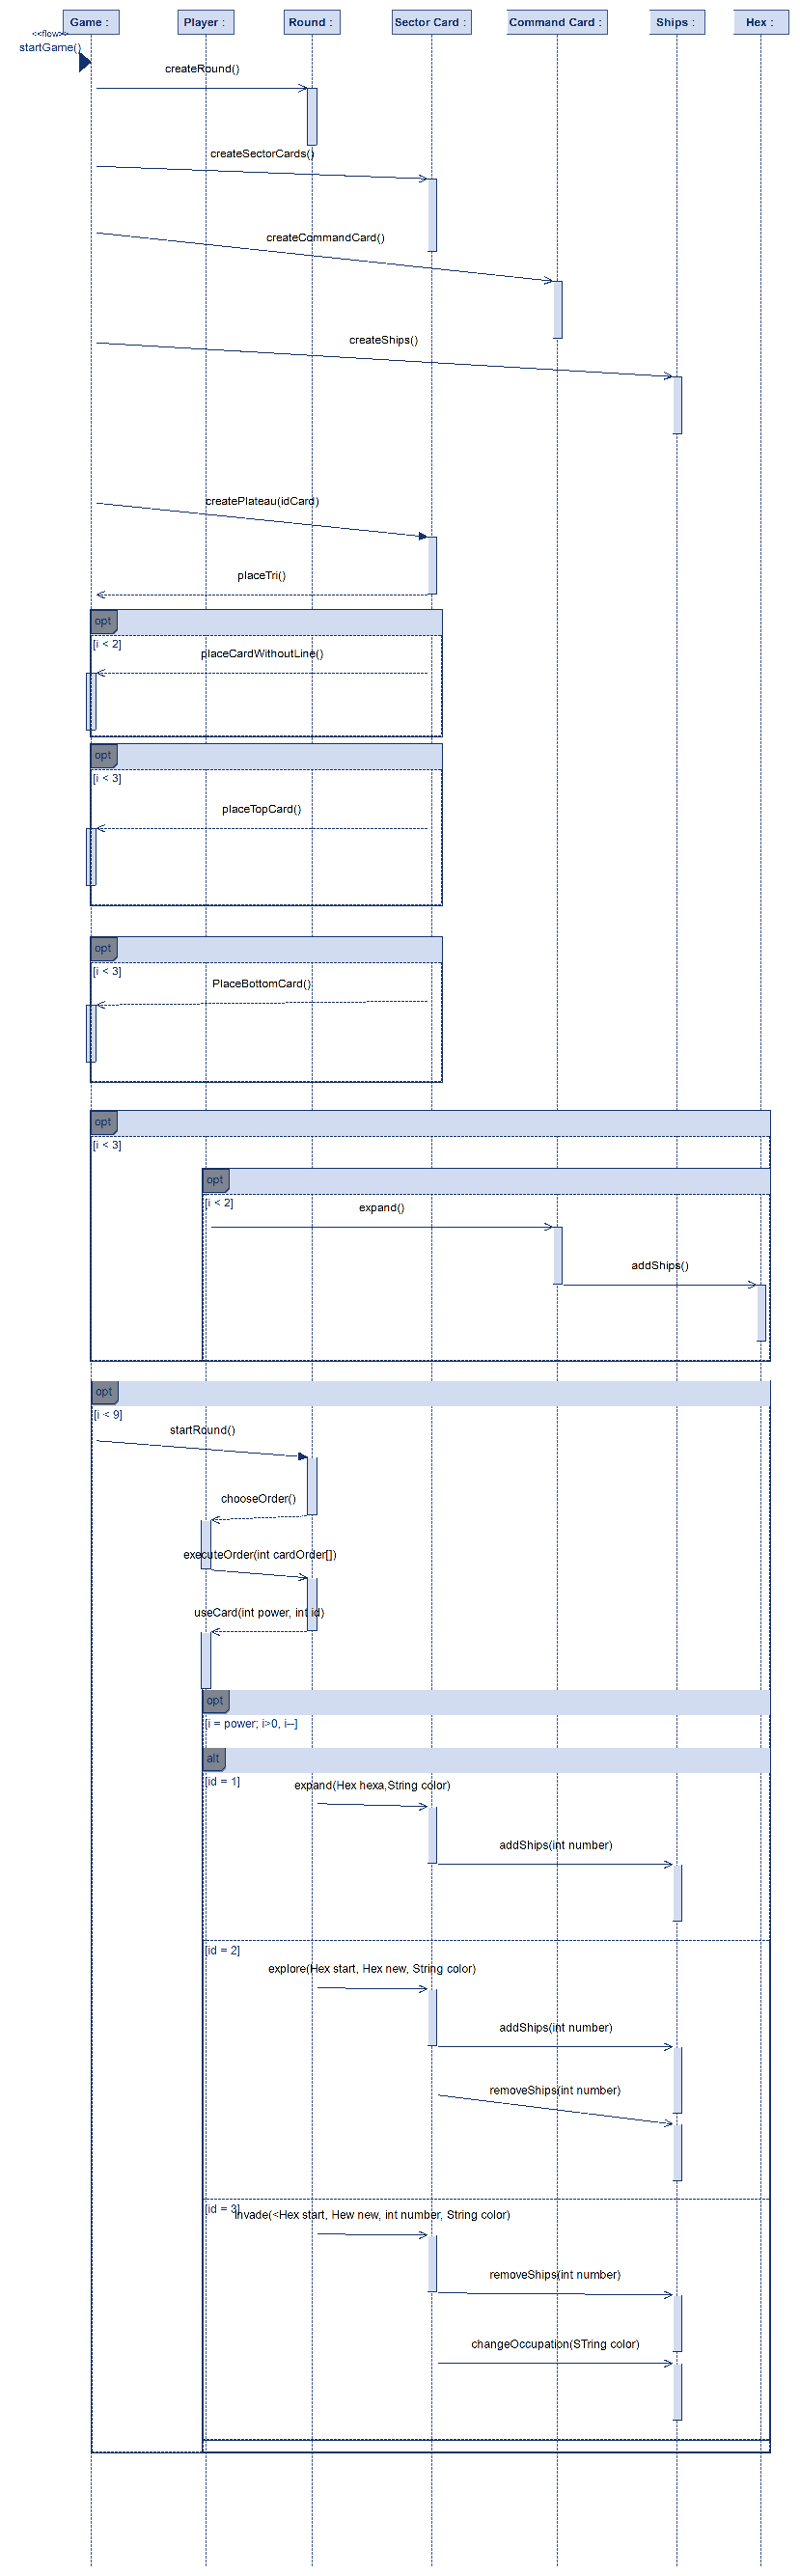 Game :
Player :
Round :
Sector Card :
Command Card :
Ships :
Hex :
<<flow>>
startGame()
createRound()
createSectorCards()
createCommandCard()
createShips()
createPlateau(idCard)
placeTri()
opt
[i < 2]
placeCardWithoutLine()
opt
[i < 3]
placeTopCard()
opt
[i < 3]
PlaceBottomCard()
opt
[i < 3]
opt
[i < 2]
expand()
addShips()
opt
[i < 9]
startRound()
chooseOrder()
executeOrder(int cardOrder[])
useCard(int power, int id)
opt
[i = power; i>0, i--]
alt
[id = 1]
expand(Hex hexa,String color)
addShips(int number)
[id = 2]
explore(Hex start, Hex new, String color)
addShips(int number)
removeShips(int number)
[id = 3]
invade(<Hex start, Hew new, int number, String color)
removeShips(int number)
changeOccupation(STring color)